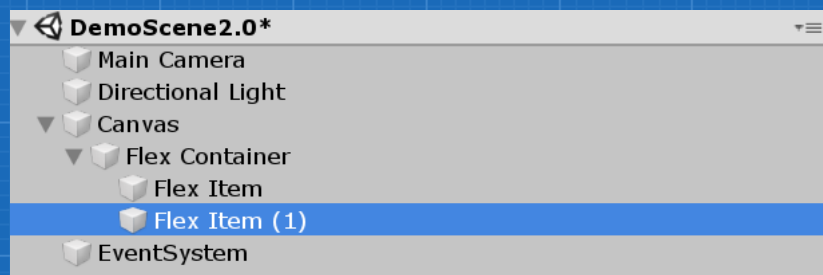 DemoScene2.0*
Main Camera
Directional Light
Canvas
Flex Container
Flex Item
Flex Item (1)
EventSystem